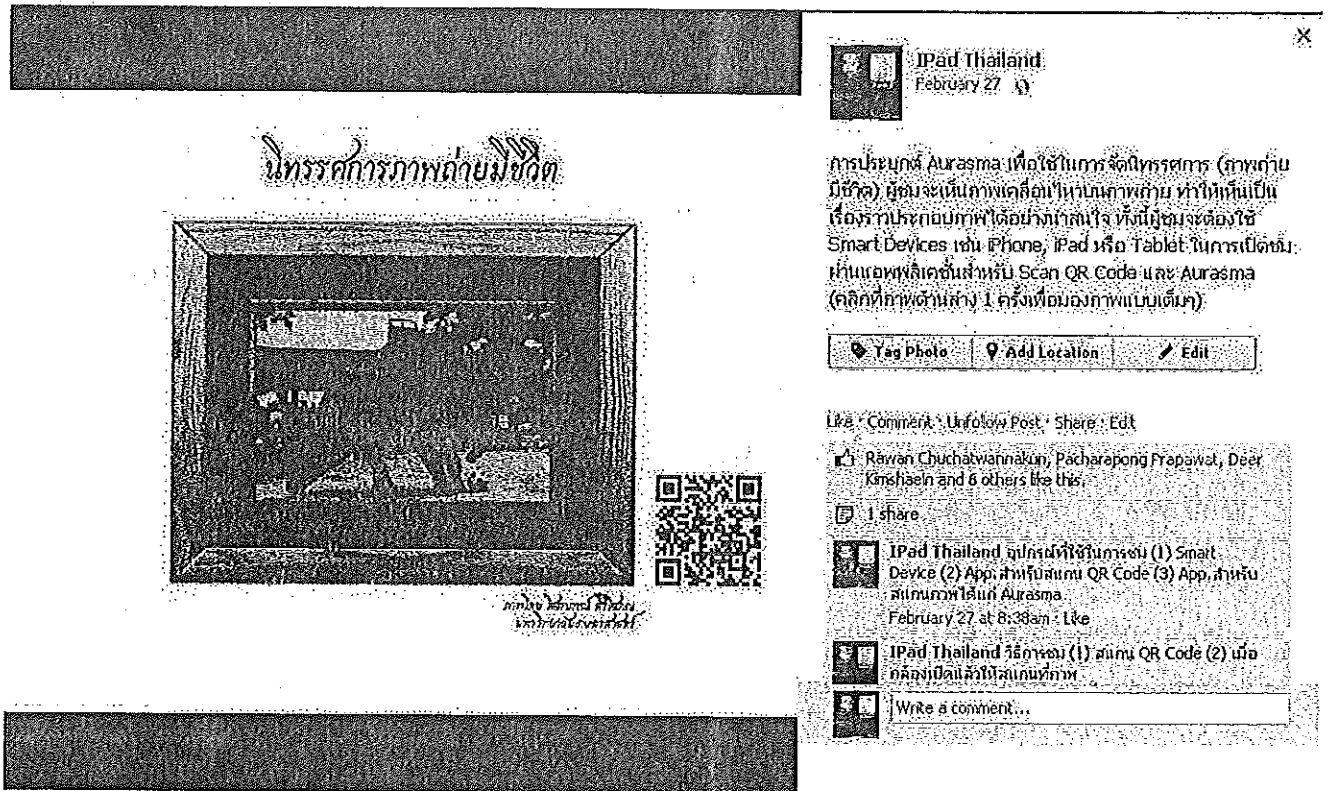 นิทรรศการภาพถ่ายมีชีวิต
IPad Thailand
February 27
การประยุกต์ Aurasma เพื่อใช้ในการจัดนิทรรศการ (ภาพถ่าย
มีชีวิต) ผู้ชมจะเห็นภาพเคลื่อนไหวบนภาพถ่าย ทำให้เห็นเป็น
เรื่องราวประกอบภาพได้อย่างน่าสนใจ ทั้งนี้ผู้ชมจะต้องใช้
Smart Devices เช่น iPhone, iPad หรือ Tablet ในการเปิดชม
ผ่านแอพพลิเคชั่นสำหรับ Scan QR Code และ Aurasma
(คลิกที่ภาพด้านล่าง 1 ครั้งเพื่อมองภาพแบบเต็มๆ)
Tag Photo Add Location Edit
Like · Comment · Unfollow Post · Share · Edit
Rawan Chuchatwannakun, Pacharapong Prapawat, Dear
Kimshaein and 6 others like this.
1 share
IPad Thailand อุปกรณ์ที่ใช้ในการชม (1) Smart
Device (2) App. สำหรับสแกน QR Code (3) App. สำหรับ
สแกนภาพได้แก่ Aurasma
February 27 at 8:38am · Like
IPad Thailand วิธีการชม (1) สแกน QR Code (2) เมื่อ
กล้องเปิดแล้วให้สแกนที่ภาพ
Write a comment...